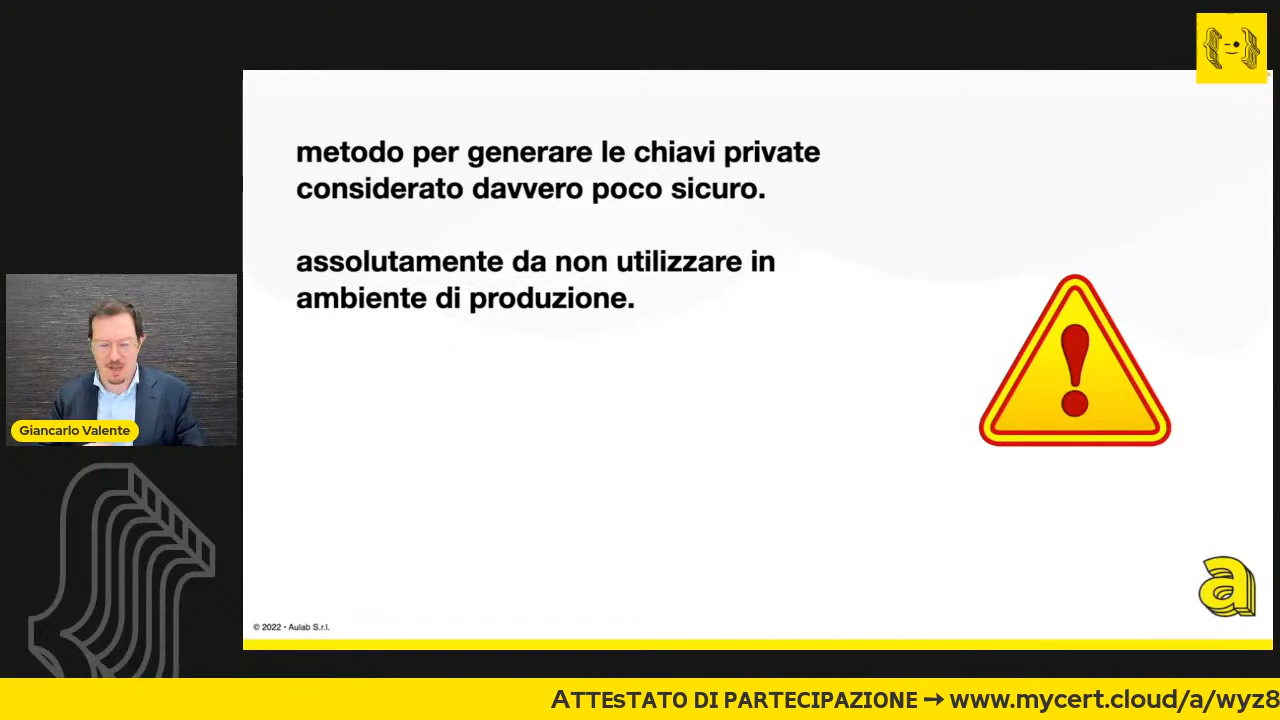 metodo per generare le chiavi private
considerato davvero poco sicuro.
assolutamente da non utilizzare in
ambiente di produzione.
Giancarlo Valente
a
© 2022 • Aulab S.r.l.
ATTEsTATO DI PARTECIPAZIONE → www.mycert.cloud/a/wyz8